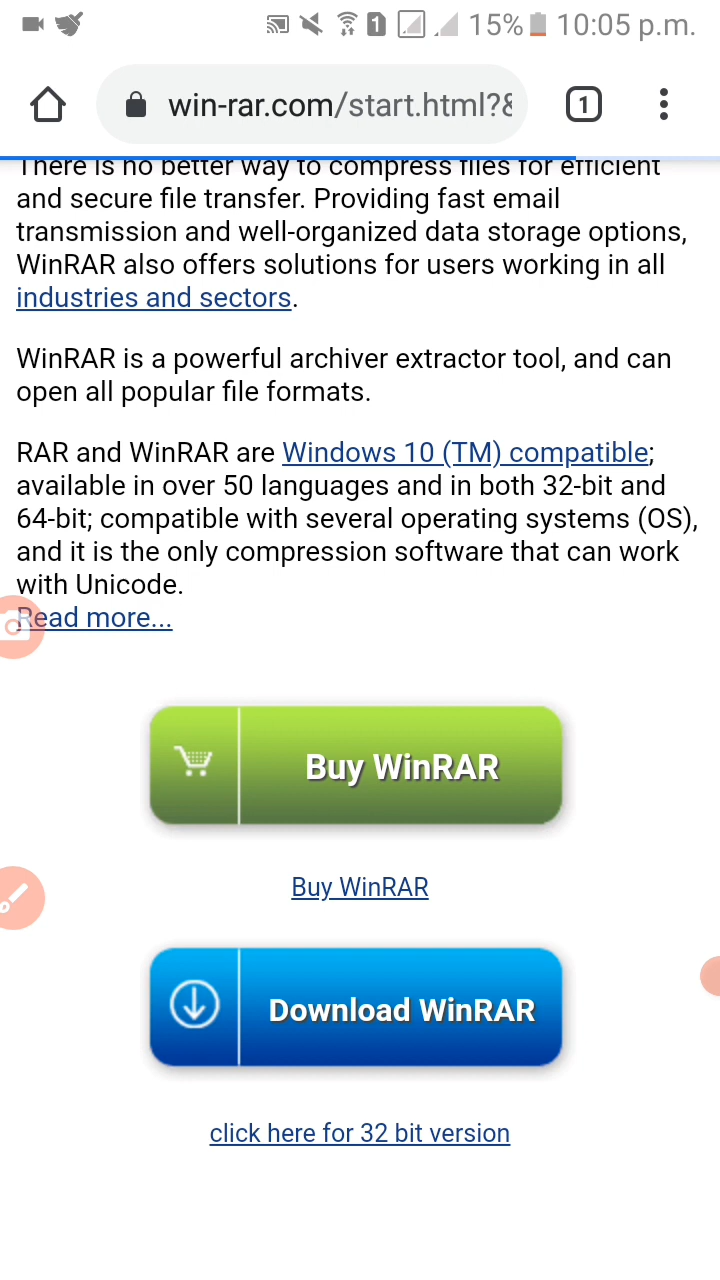 1 15% 10:05 p.m.
win-rar.com/start.html?8 1
There is no better way to compress files for efficient
and secure file transfer. Providing fast email
transmission and well-organized data storage options,
WinRAR also offers solutions for users working in all
industries and sectors.
WinRAR is a powerful archiver extractor tool, and can
open all popular file formats.
RAR and WinRAR are Windows 10 (TM) compatible;
available in over 50 languages and in both 32-bit and
64-bit; compatible with several operating systems (OS),
and it is the only compression software that can work
with Unicode.
Read more...
Buy WinRAR
Buy WinRAR
Download WinRAR
click here for 32 bit version